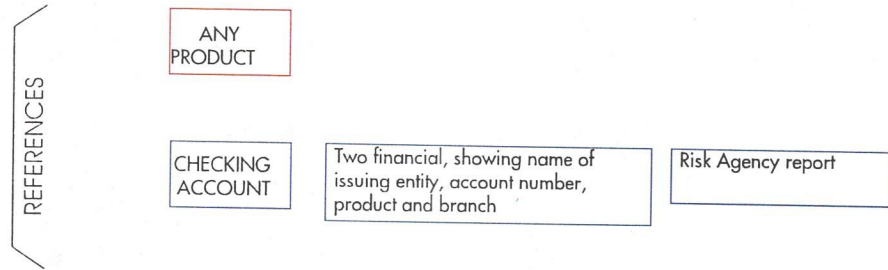 REFERENCES
ANY
PRODUCT
CHECKING
ACCOUNT
Two financial, showing name of
issuing entity, account number,
product and branch
Risk Agency report